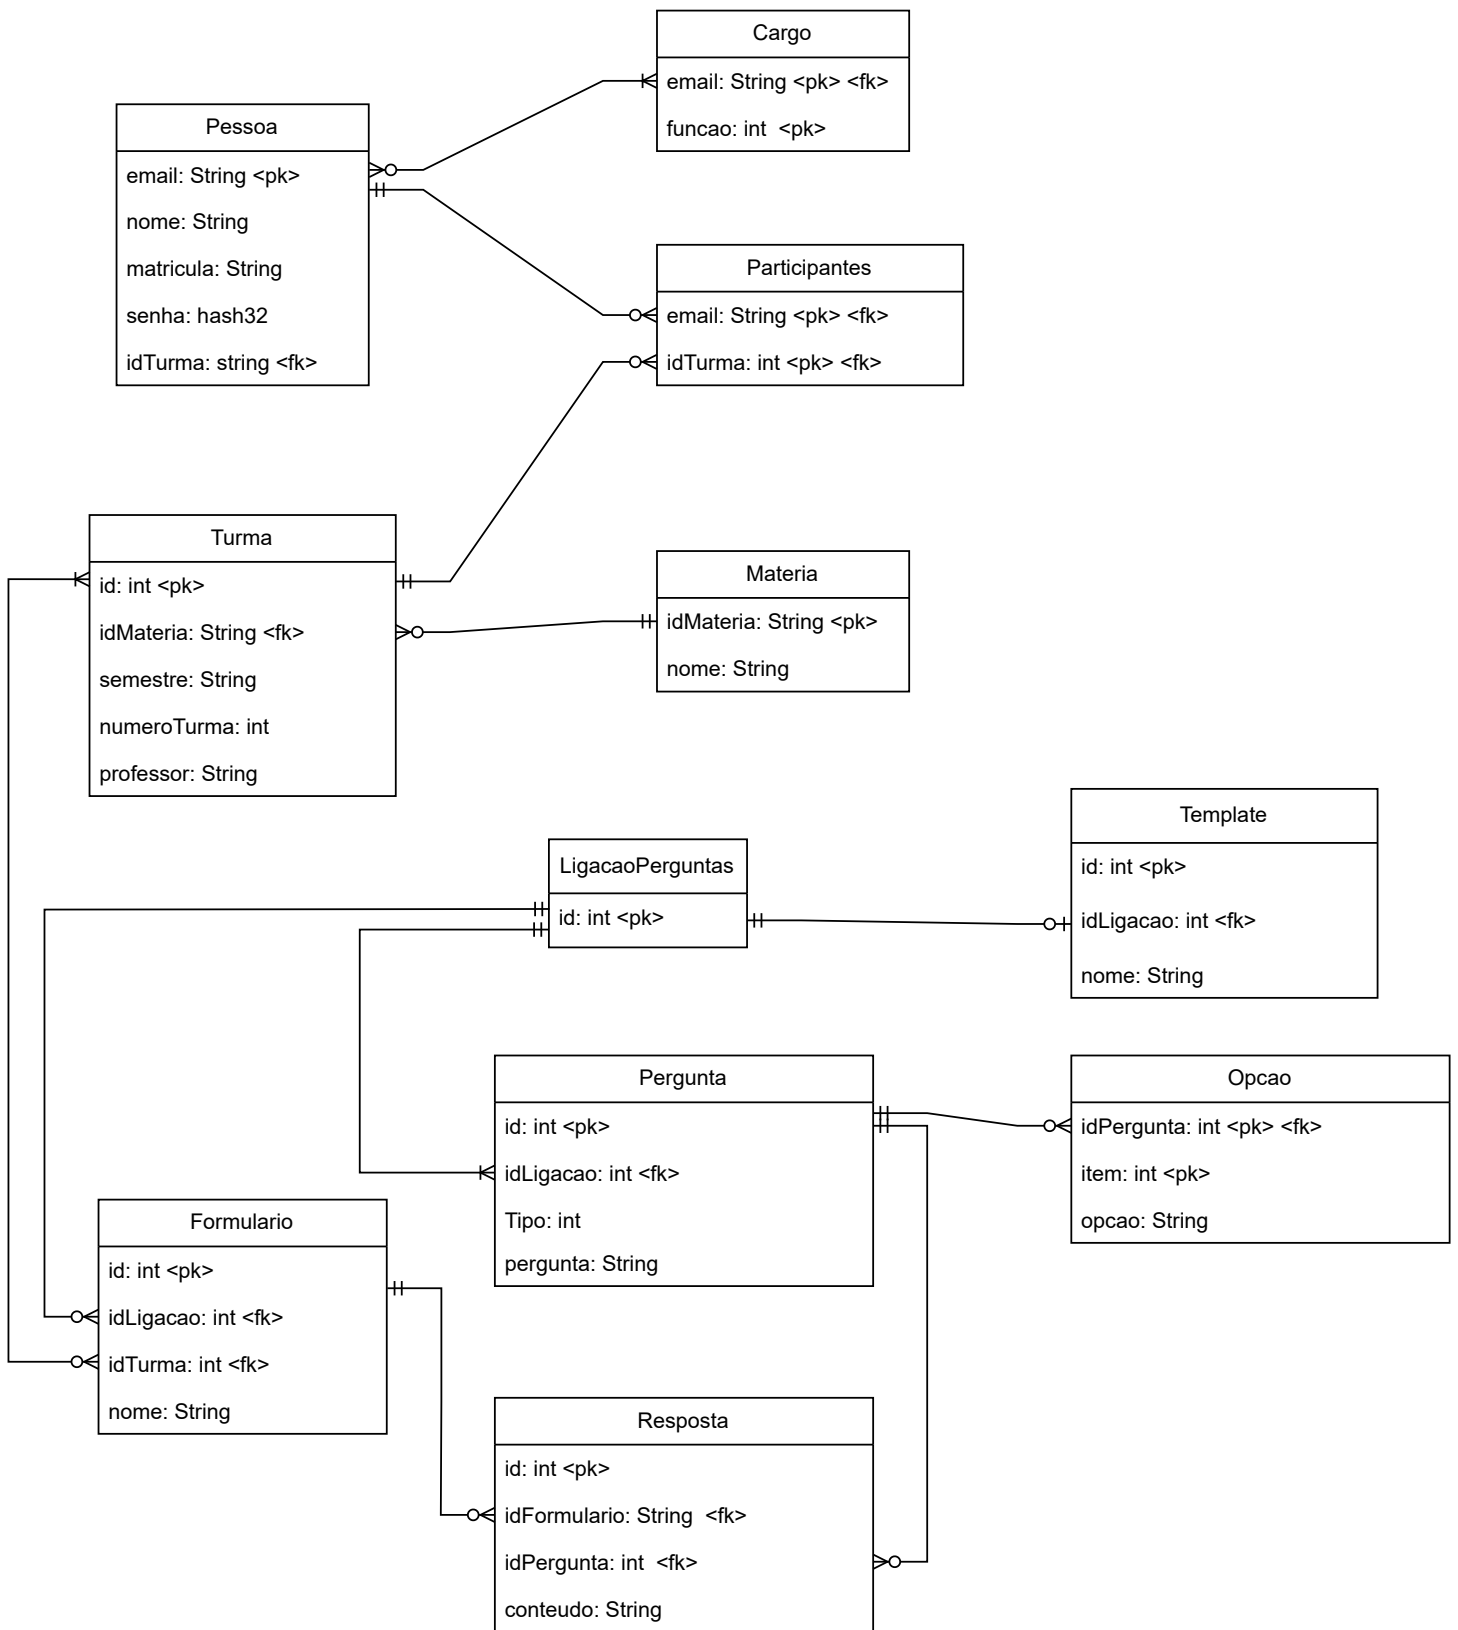 Cargo
email: String <pk> <fk>
funcao: int  <pk>
Pessoa
email: String <pk>
nome: String
matricula: String
senha: hash32
idTurma: string <fk>
Participantes
email: String <pk> <fk>
idTurma: int <pk> <fk>
Turma
id: int <pk>
idMateria: String <fk>
semestre: String
numeroTurma: int
professor: String
Materia
idMateria: String <pk>
nome: String
Template
id: int <pk>
idLigacao: int <fk>
nome: String
LigacaoPerguntas
id: int <pk>
Pergunta
id: int <pk>
idLigacao: int <fk>
Tipo: int
pergunta: String
Opcao
idPergunta: int <pk> <fk>
item: int <pk>
opcao: String
Formulario
id: int <pk>
idLigacao: int <fk>
idTurma: int <fk>
nome: String
Resposta
id: int <pk>
idFormulario: String  <fk>
idPergunta: int  <fk>
conteudo: String